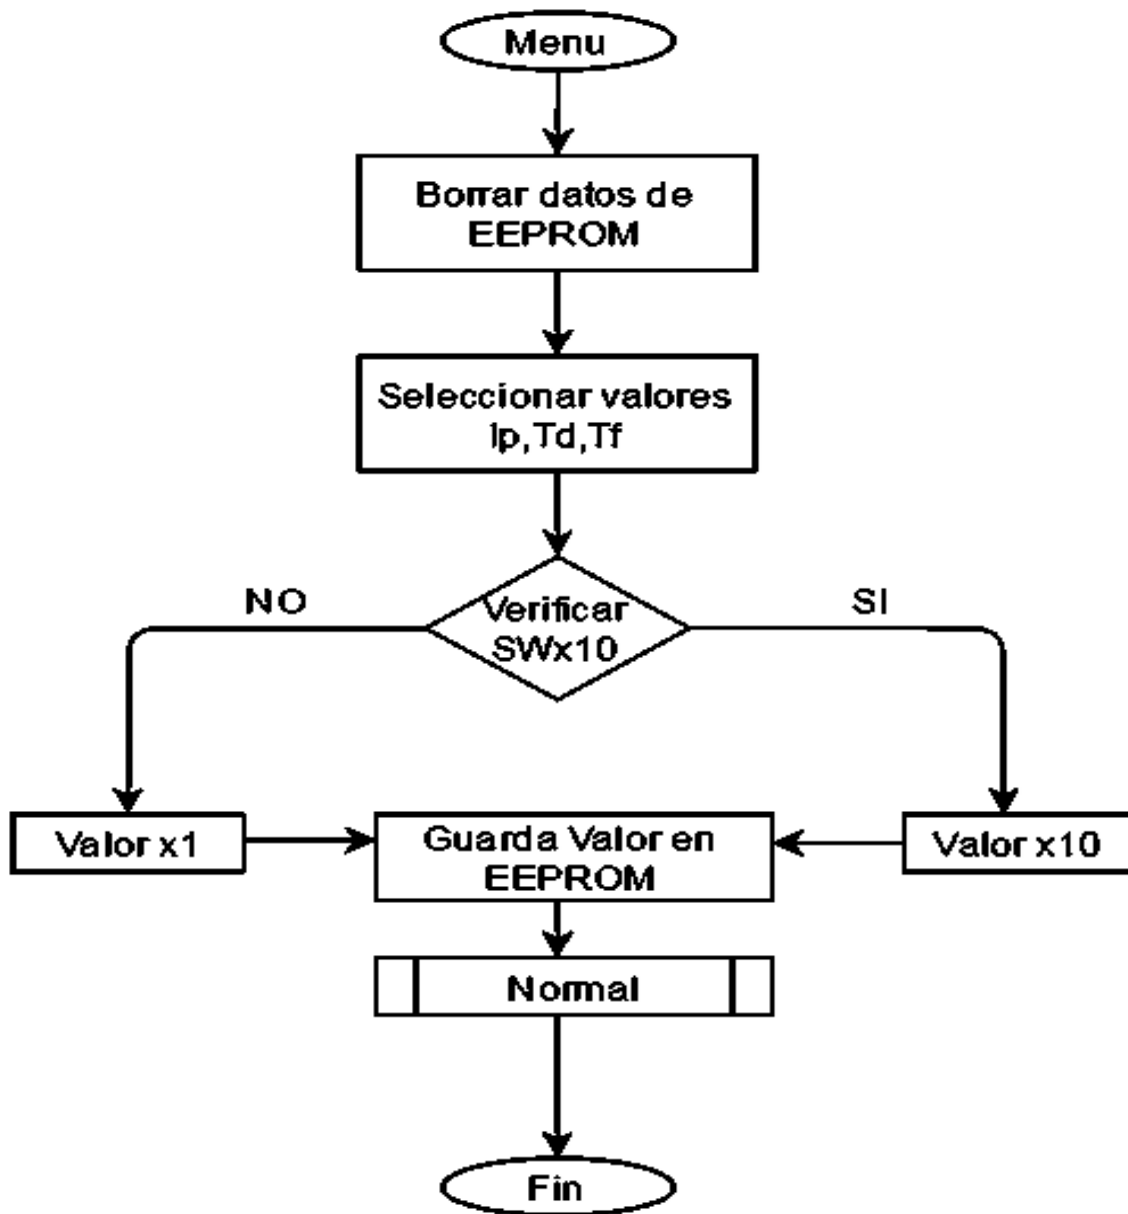 Menu
Borrar datos de
EEPROM
Seleccionar valores
Ip,Td,Tf
NO
Verificar
SWx10
SI
Valor x1
Guarda Valor en
EEPROM
Valor x10
Normal
Fin